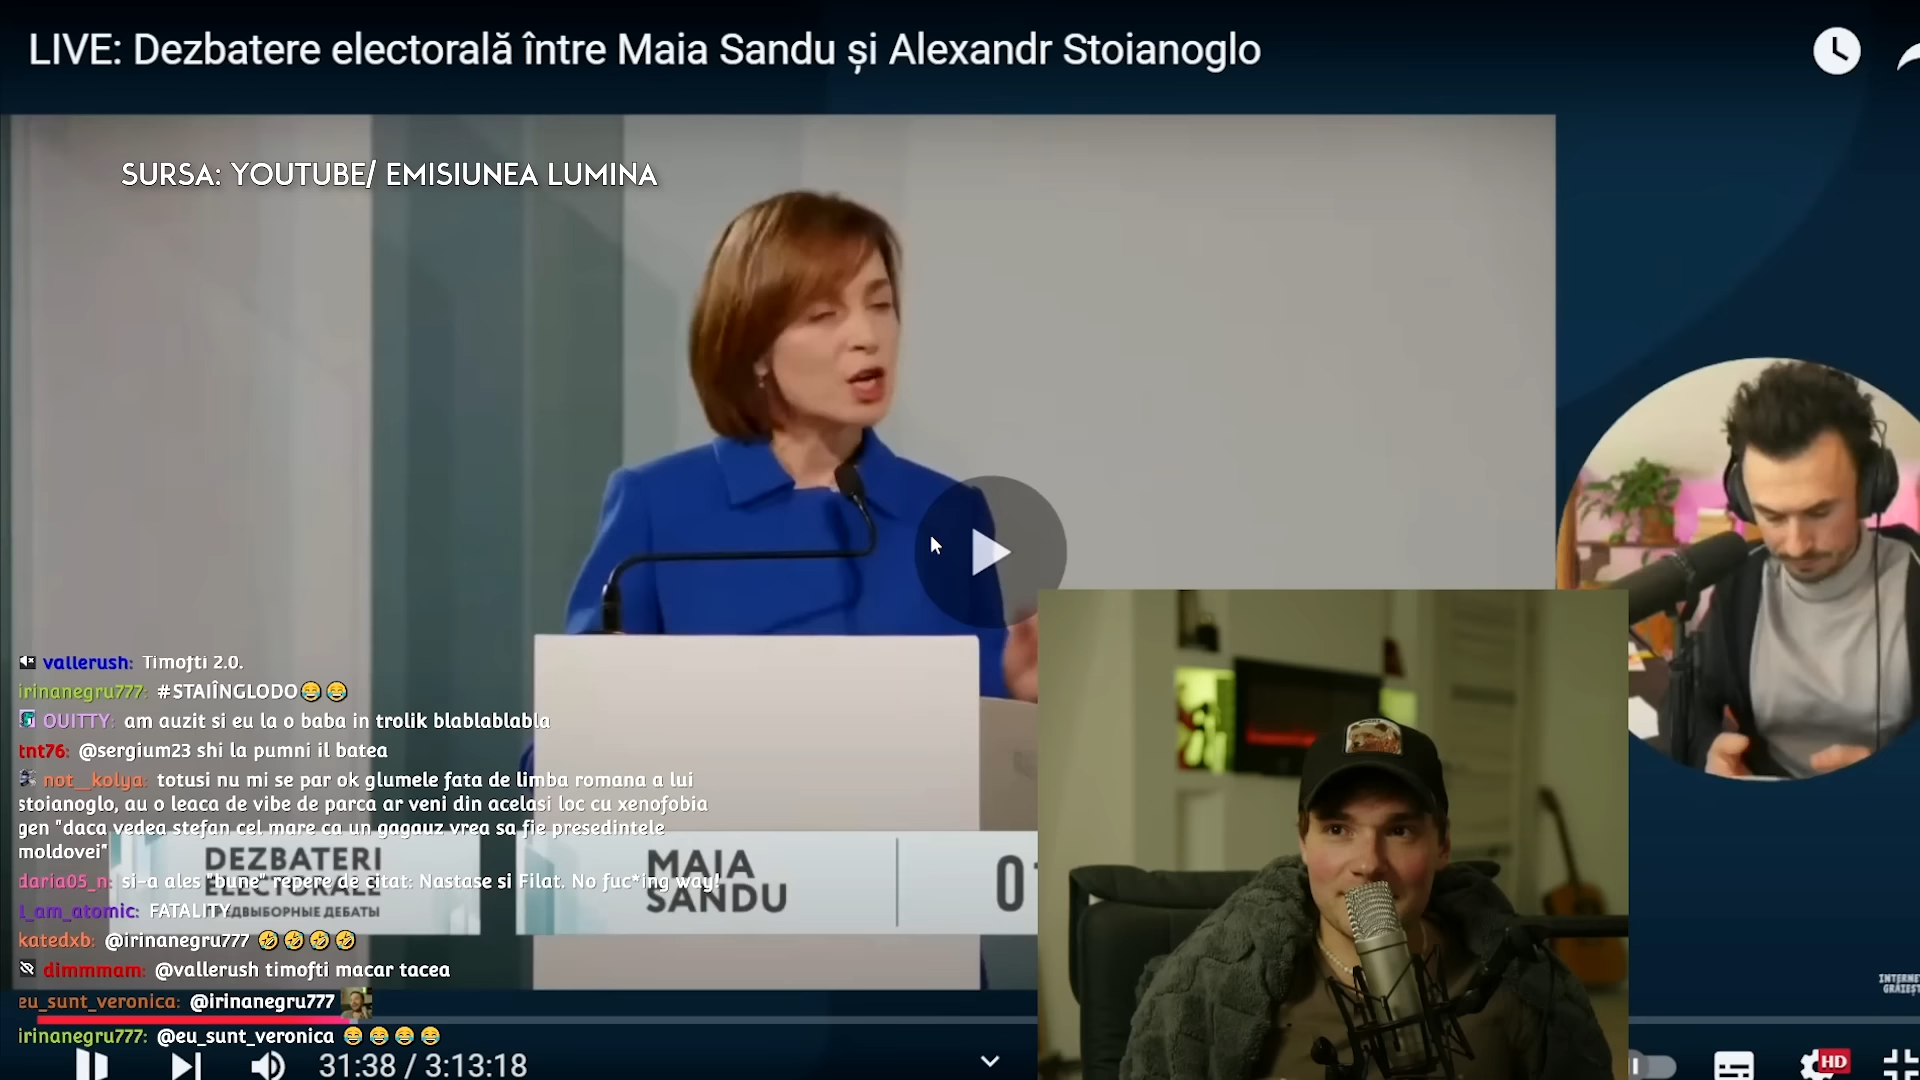 LIVE: Dezbatere electorală între Maia Sandu și Alexandr Stoianoglo
SURSA: YOUTUBE/ EMISIUNEA LUMINA
vallerush: Timofti 2.0.
irinanegru777: #STAIÎNGLODO😂 😂
OUITTY: am auzit si eu la o baba in trolik blablablabla
tnt76: @sergium23 shi la pumni il batea
not__kolya: totusi nu mi se par ok glumele fata de limba romana a lui
stoianoglo, au o leaca de vibe de parca ar veni din acelasi loc cu xenofobia
gen "daca vedea stefan cel mare ca un gagauz vrea sa fie presedintele
moldovei"
daria05_n: si-a ales "bune" repere de citat: Nastase si Filat. No fuc*ing way!
I_am_atomic: FATALITY
katedxb: @irinanegru777 🤣 🤣 🤣 🤣
dimmmam: @vallerush timofti macar tacea
eu_sunt_veronica: @irinanegru777
irinanegru777: @eu_sunt_veronica 😂 😂 😂 😂
DEZBATERI
ELECTORALE
ПРЕДВЫБОРНЫЕ ДЕБАТЫ
MAIA
SANDU
31:38 / 3:13:18
HD